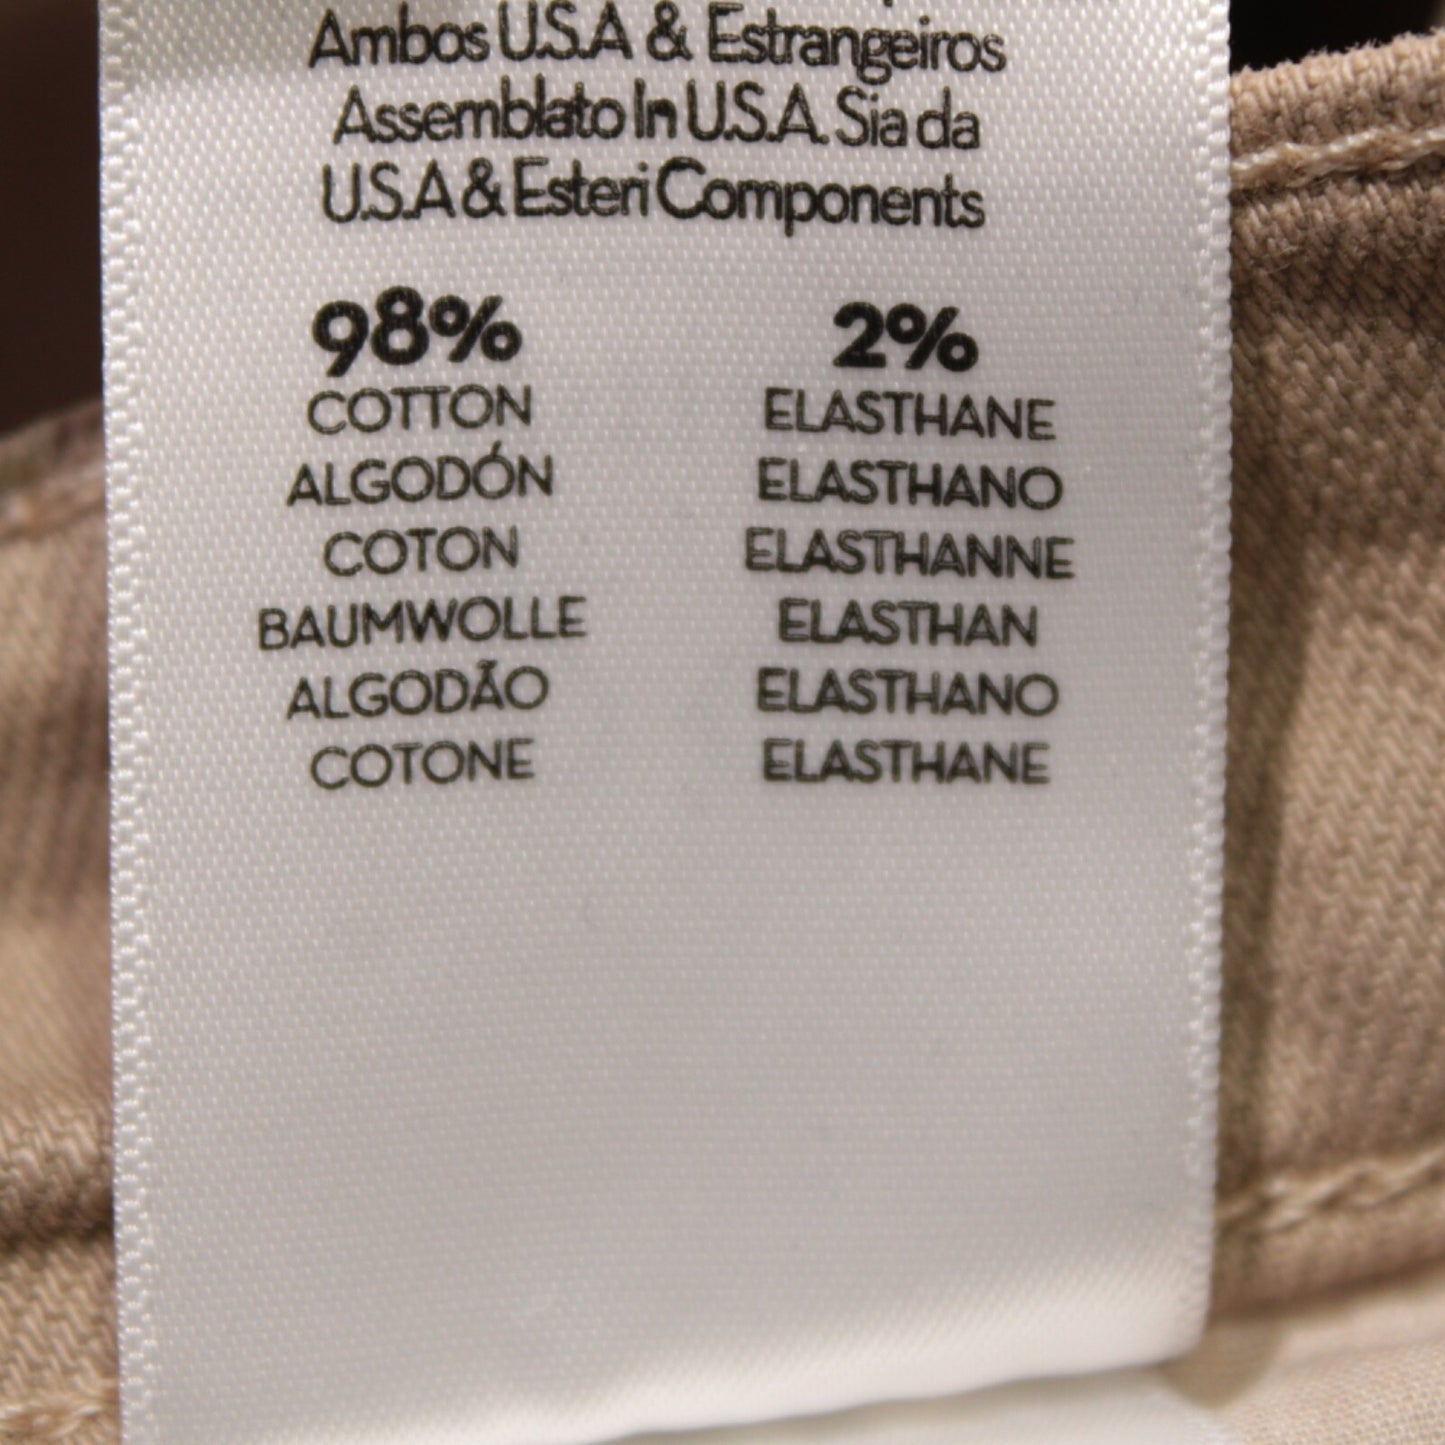 Ambos U.S.A & Estrangeiros
Assemblato In U.S.A. Sia da
U.S.A & Esteri Components
98% 2%
COTTON ELASTHANE
ALGODÓN ELASTHANO
COTON ELASTHANNE
BAUMWOLLE ELASTHAN
ALGODÃO ELASTHANO
COTONE ELASTHANE